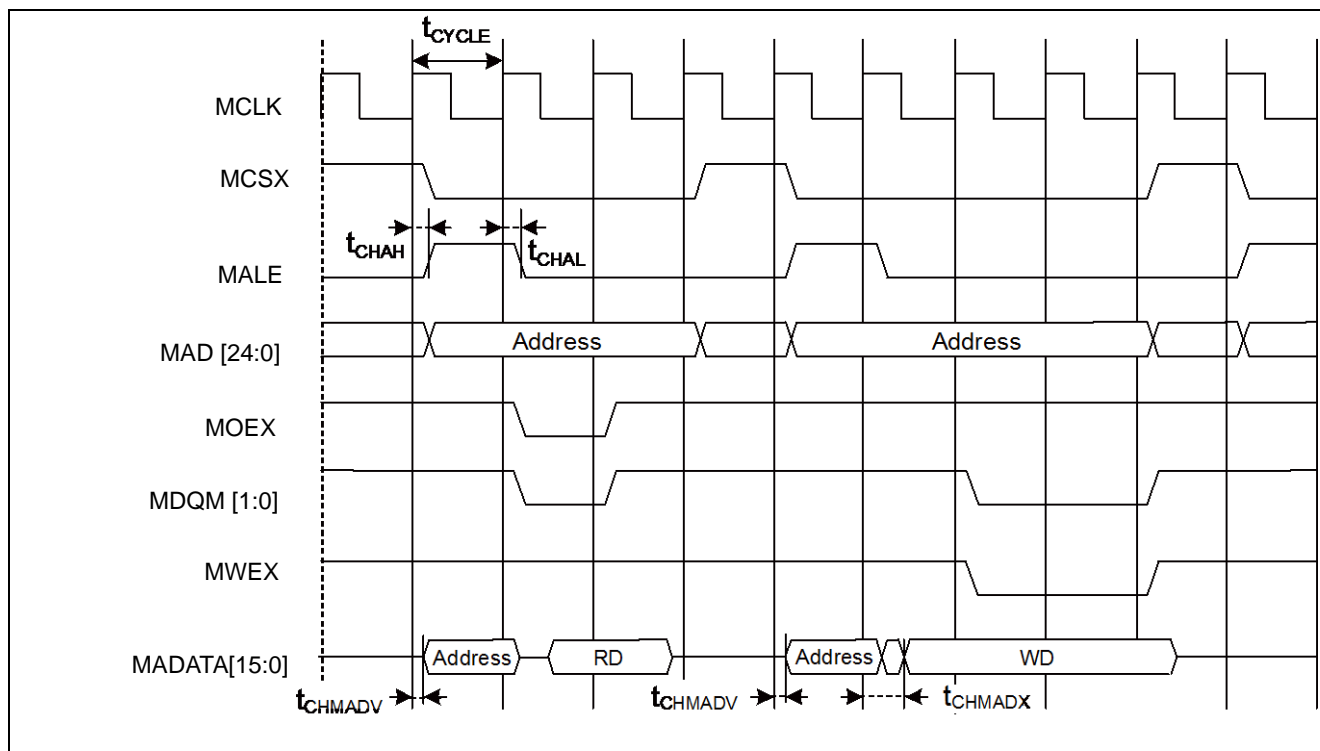 tCYCLE
MCLK
MCSX
tCHAH
tCHAL
MALE
MAD [24:0]
Address
Address
MOEX
MDQM [1:0]
MWEX
MADATA[15:0]
Address
RD
Address
WD
tCHMADV
tCHMADV
tCHMADX